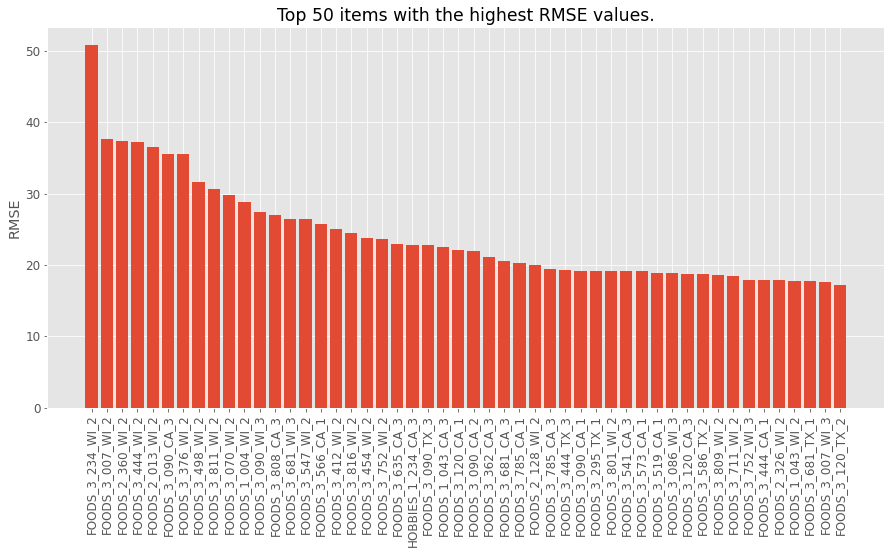 Top 50 items with the highest RMSE values.
50
40
30
20
10
0
RMSE
FOODS_3_234_WI_2
FOODS_3_007_WI_2
FOODS_2_360_WI_2
FOODS_3_444_WI_2
FOODS_2_013_WI_2
FOODS_3_090_CA_3
FOODS_3_376_WI_2
FOODS_3_498_WI_2
FOODS_3_811_WI_2
FOODS_3_070_WI_2
FOODS_1_004_WI_2
FOODS_3_090_WI_3
FOODS_3_808_CA_3
FOODS_3_681_WI_3
FOODS_3_547_WI_2
FOODS_3_566_CA_1
FOODS_3_412_WI_2
FOODS_3_816_WI_2
FOODS_3_454_WI_2
FOODS_3_752_WI_2
FOODS_3_635_CA_3
HOBBIES_1_234_CA_3
FOODS_3_090_TX_3
FOODS_1_043_CA_3
FOODS_3_120_CA_1
FOODS_3_090_CA_2
FOODS_3_362_CA_3
FOODS_3_681_CA_3
FOODS_3_785_CA_1
FOODS_2_128_WI_2
FOODS_3_785_CA_3
FOODS_3_444_TX_3
FOODS_3_090_CA_1
FOODS_3_295_TX_1
FOODS_3_801_WI_2
FOODS_3_541_CA_3
FOODS_3_573_CA_1
FOODS_3_519_CA_1
FOODS_3_086_WI_3
FOODS_3_120_CA_3
FOODS_3_586_TX_2
FOODS_3_809_WI_2
FOODS_3_711_WI_2
FOODS_3_752_WI_3
FOODS_3_444_CA_1
FOODS_2_326_WI_2
FOODS_1_043_WI_2
FOODS_3_681_TX_1
FOODS_3_007_WI_3
FOODS_3_120_TX_2